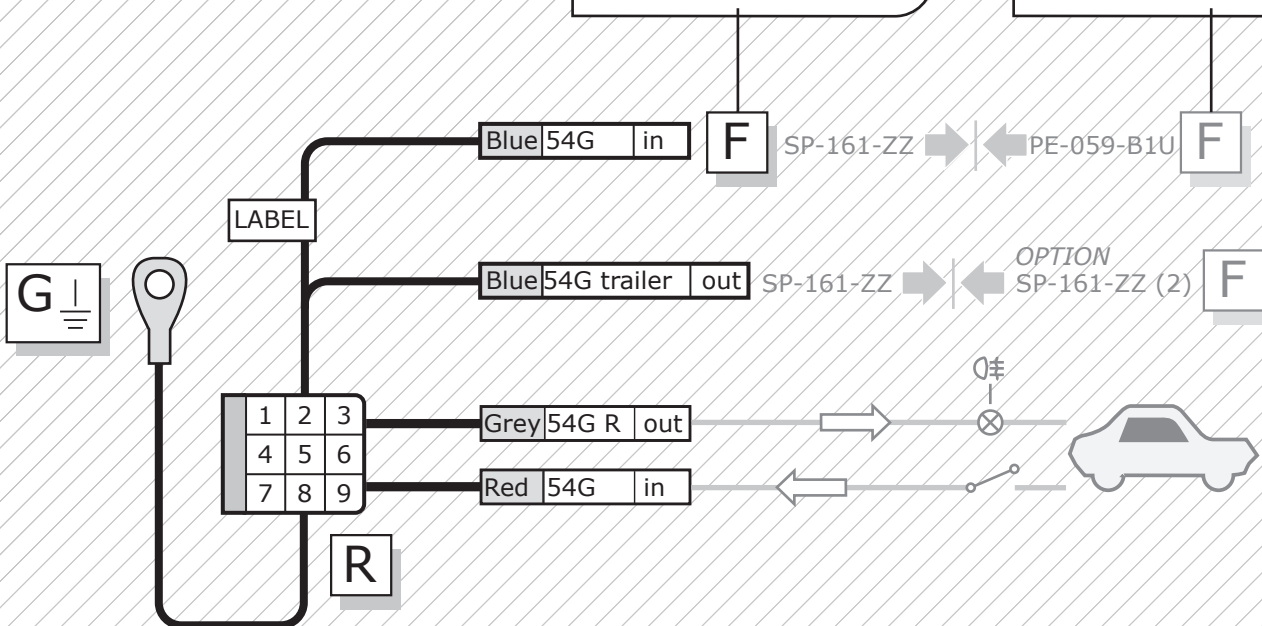 Blue 54G in F SP-161-ZZ PE-059-B1U F
LABEL
OPTION
Blue 54G trailer out SP-161-ZZ SP-161-ZZ (2) F
G
1 2 3
Grey 54G R out
4 5 6
7 8 9
Red 54G in
R